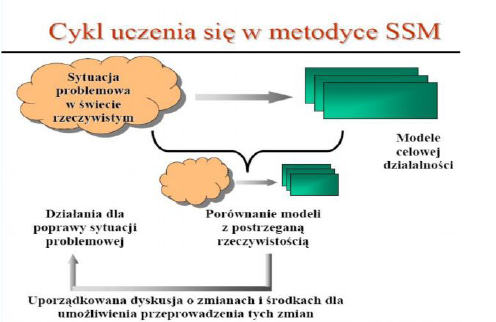 Cykl uczenia się w metodyce SSM
Sytuacja
problemowa
w świecie
rzeczywistym
Modele
celowej
działalności
Działania dla
poprawy sytuacji
problemowej
Porównanie modeli
z postrzeganą
rzeczywistością
Uporządkowana dyskusja o zmianach i środkach dla
umożliwienia przeprowadzenia tych zmian